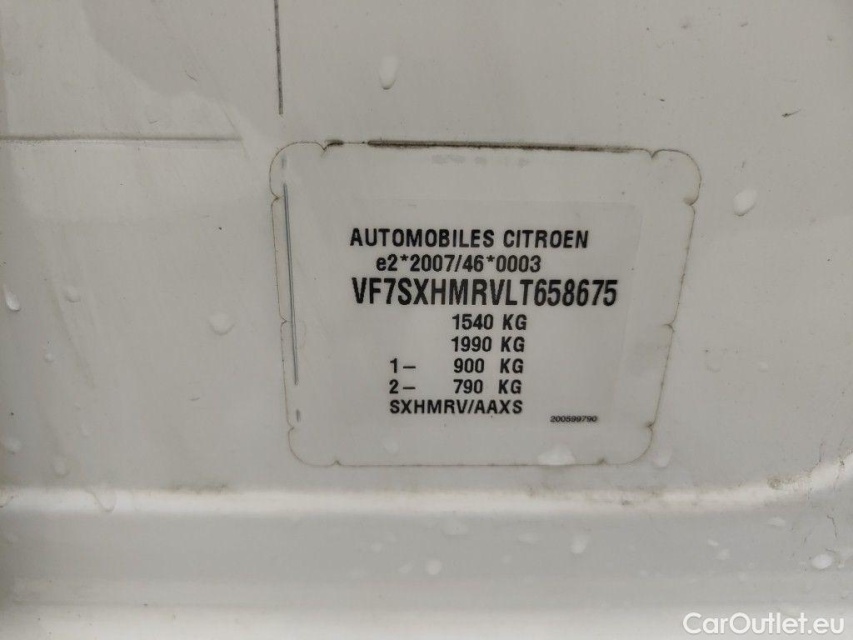 AUTOMOBILES CITROEN
e2*2007/46*0003
VF7SXHMRVLT658675
1540 KG
1990 KG
1- 900 KG
2- 790 KG
SXHMRV/AAXS
200599790
CarOutlet.eu